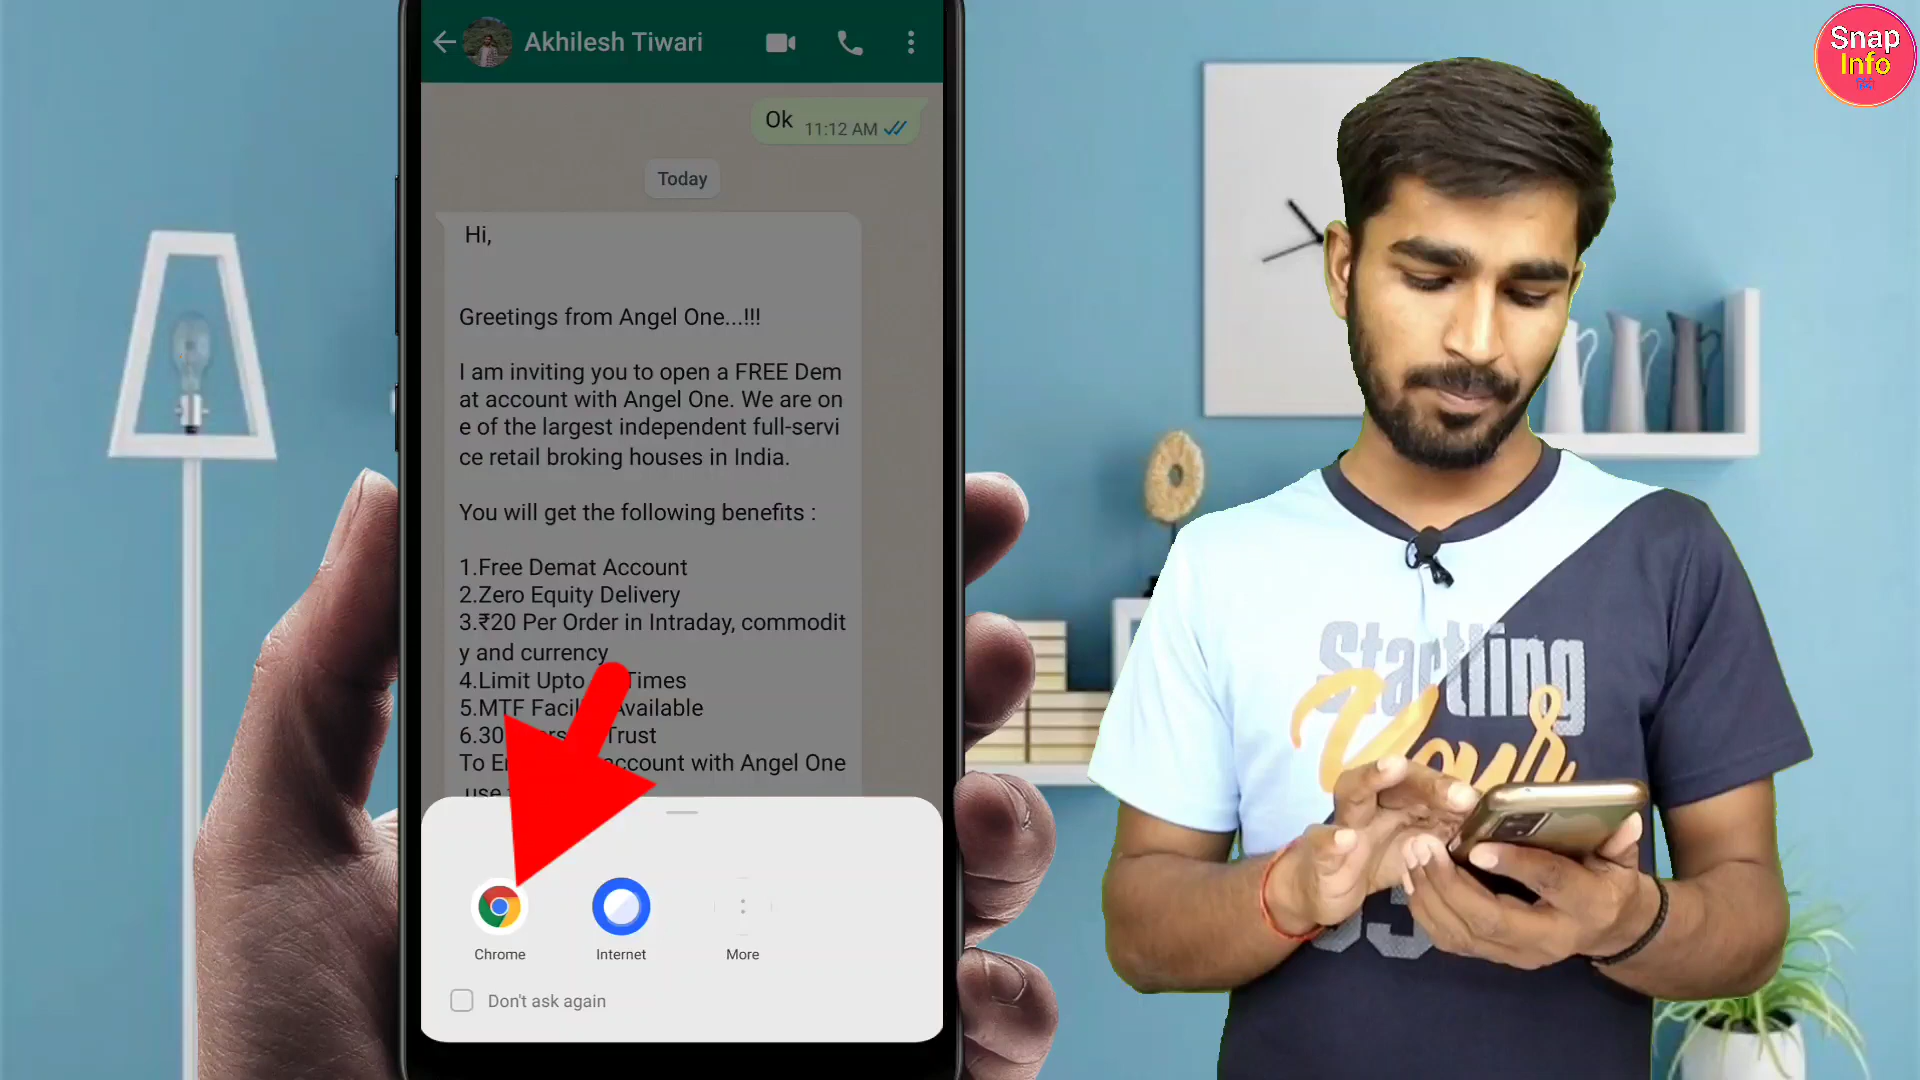 Akhilesh Tiwari
Ok 11:12 AM
Today
Hi,
Greetings from Angel One...!!!
I am inviting you to open a FREE Dem
at account with Angel One. We are on
e of the largest independent full-servi
ce retail broking houses in India.
You will get the following benefits :
1.Free Demat Account
2.Zero Equity Delivery
3.₹20 Per Order in Intraday, commodit
y and currency
4.Limit Upto Times
5.MTF Available
6.30 Trust
To account with Angel One
use
Chrome
Internet
More
Don't ask again
Snap
Info
Startling
Your